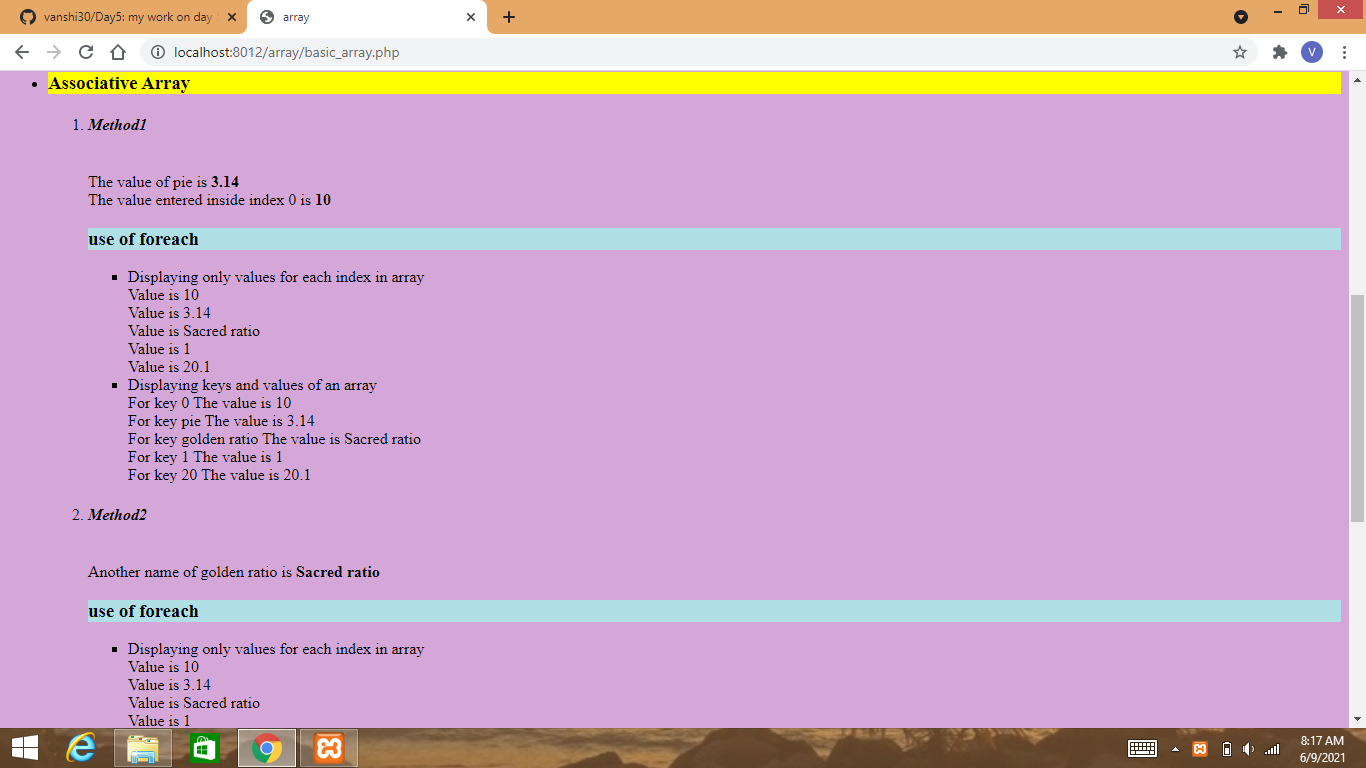 vanshi30/Day5: my work on day
array
localhost:8012/array/basic_array.php
V
Associative Array
1. Method1
The value of pie is 3.14
The value entered inside index 0 is 10
use of foreach
Displaying only values for each index in array
Value is 10
Value is 3.14
Value is Sacred ratio
Value is 1
Value is 20.1
Displaying keys and values of an array
For key 0 The value is 10
For key pie The value is 3.14
For key golden ratio The value is Sacred ratio
For key 1 The value is 1
For key 20 The value is 20.1
2. Method2
Another name of golden ratio is Sacred ratio
use of foreach
Displaying only values for each index in array
Value is 10
Value is 3.14
Value is Sacred ratio
Value is 1
8:17 AM
6/9/2021